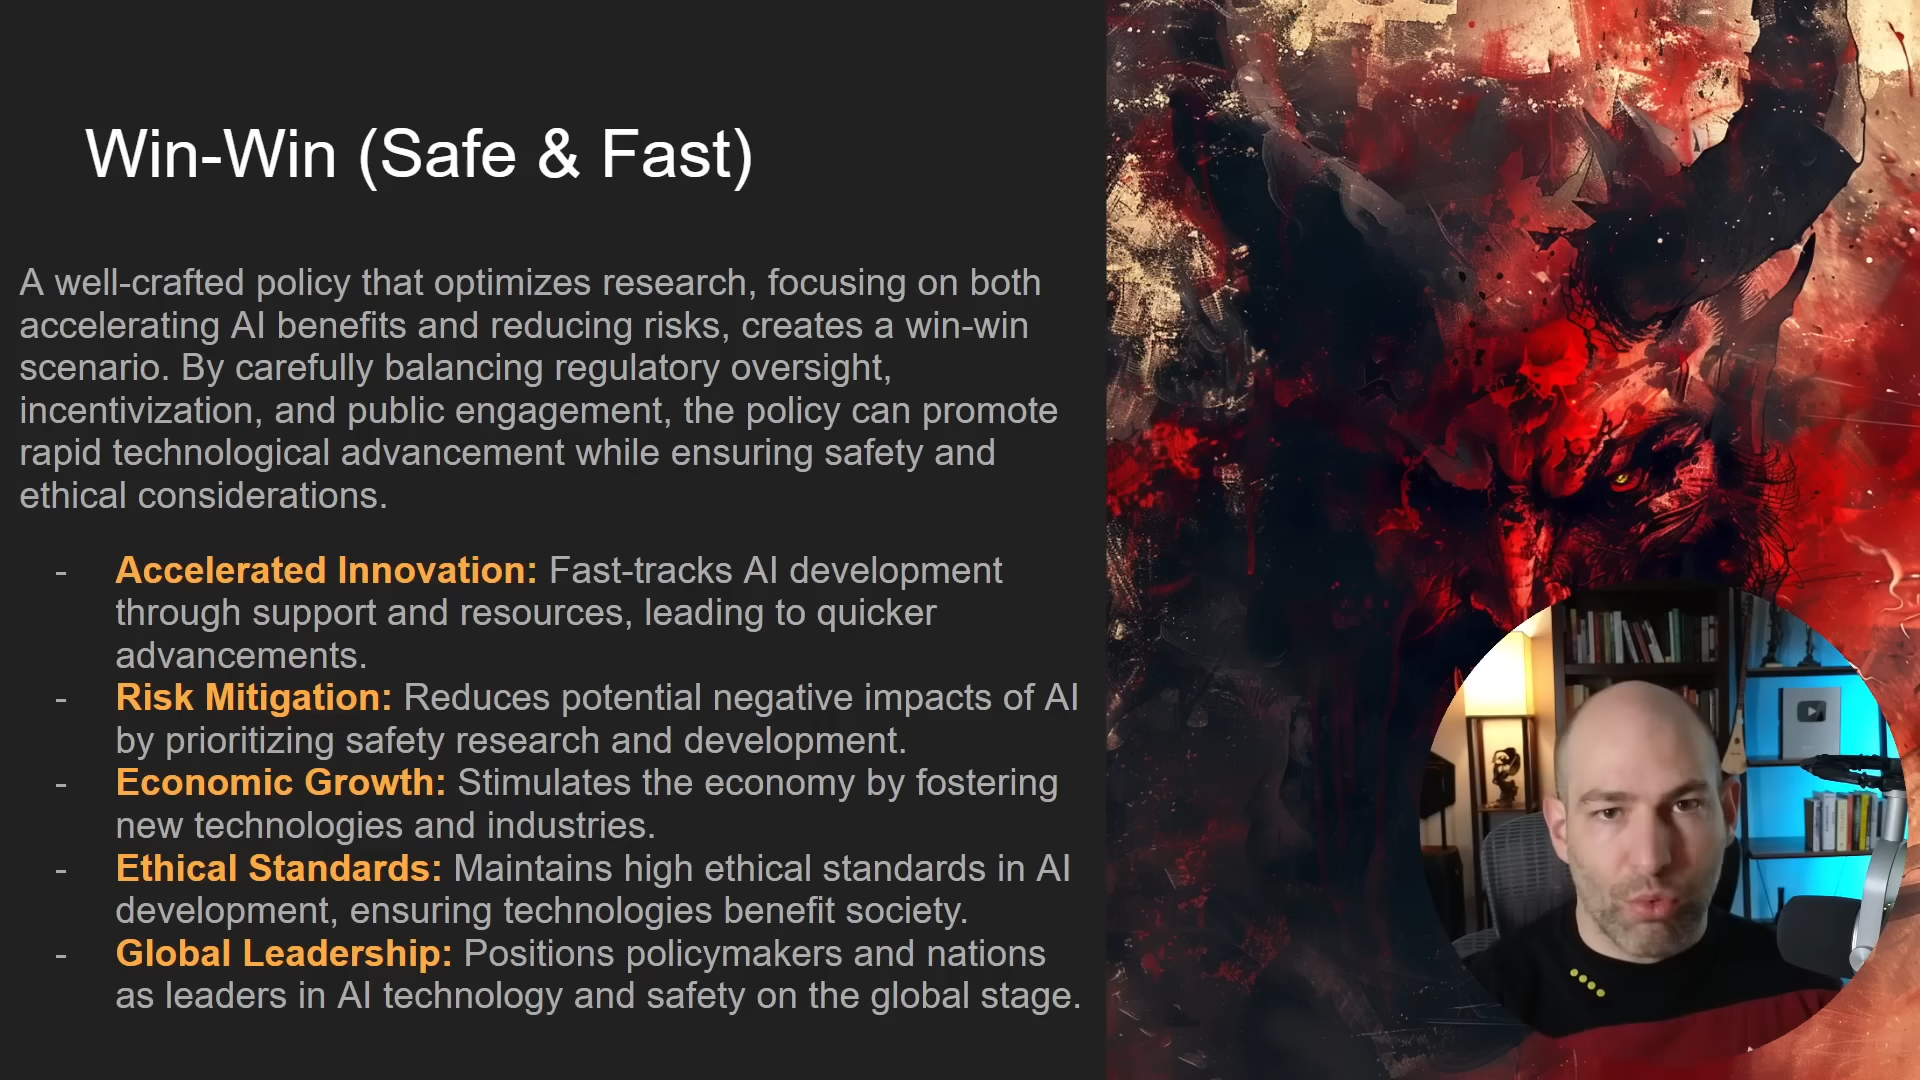 Win-Win (Safe & Fast)
A well-crafted policy that optimizes research, focusing on both
accelerating AI benefits and reducing risks, creates a win-win
scenario. By carefully balancing regulatory oversight,
incentivization, and public engagement, the policy can promote
rapid technological advancement while ensuring safety and
ethical considerations.
- Accelerated Innovation: Fast-tracks AI development
through support and resources, leading to quicker
advancements.
- Risk Mitigation: Reduces potential negative impacts of AI
by prioritizing safety research and development.
- Economic Growth: Stimulates the economy by fostering
new technologies and industries.
- Ethical Standards: Maintains high ethical standards in AI
development, ensuring technologies benefit society.
- Global Leadership: Positions policymakers and nations
as leaders in AI technology and safety on the global stage.